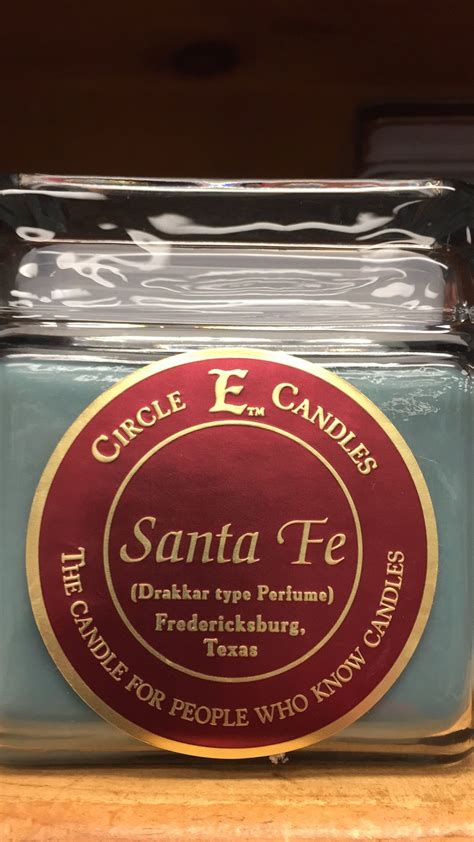 CIRCLE E™ CANDLES
Santa Fe
(Drakkar type Perfume)
Fredericksburg,
Texas
THE CANDLE FOR PEOPLE WHO KNOW CANDLES